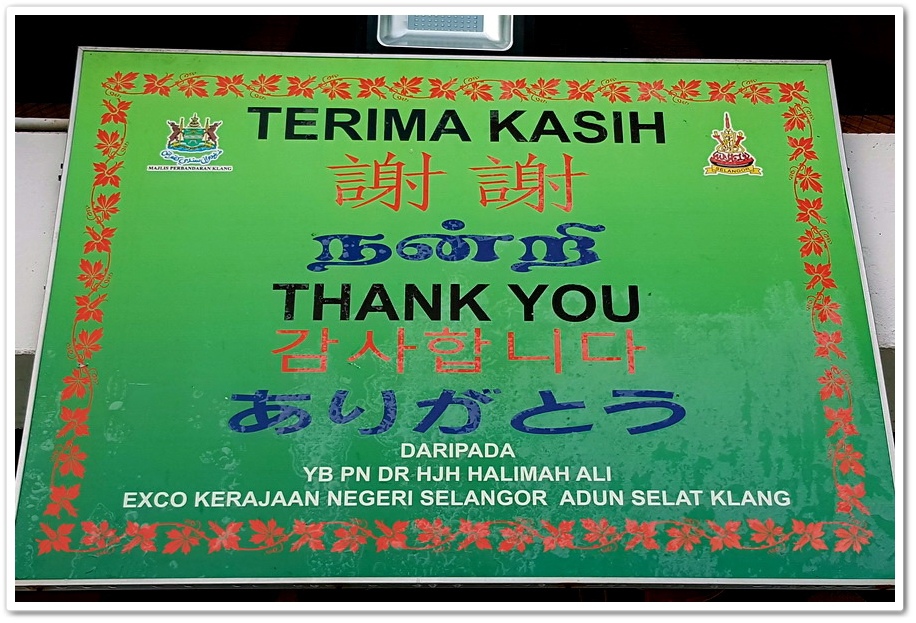 TERIMA KASIH
MAJLIS PERBANDARAN KLANG
SELANGOR
謝 謝
நன்றி
THANK YOU
감사합니다
ありがとう
DARIPADA
YB PN DR HJH HALIMAH ALI
EXCO KERAJAAN NEGERI SELANGOR ADUN SELAT KLANG